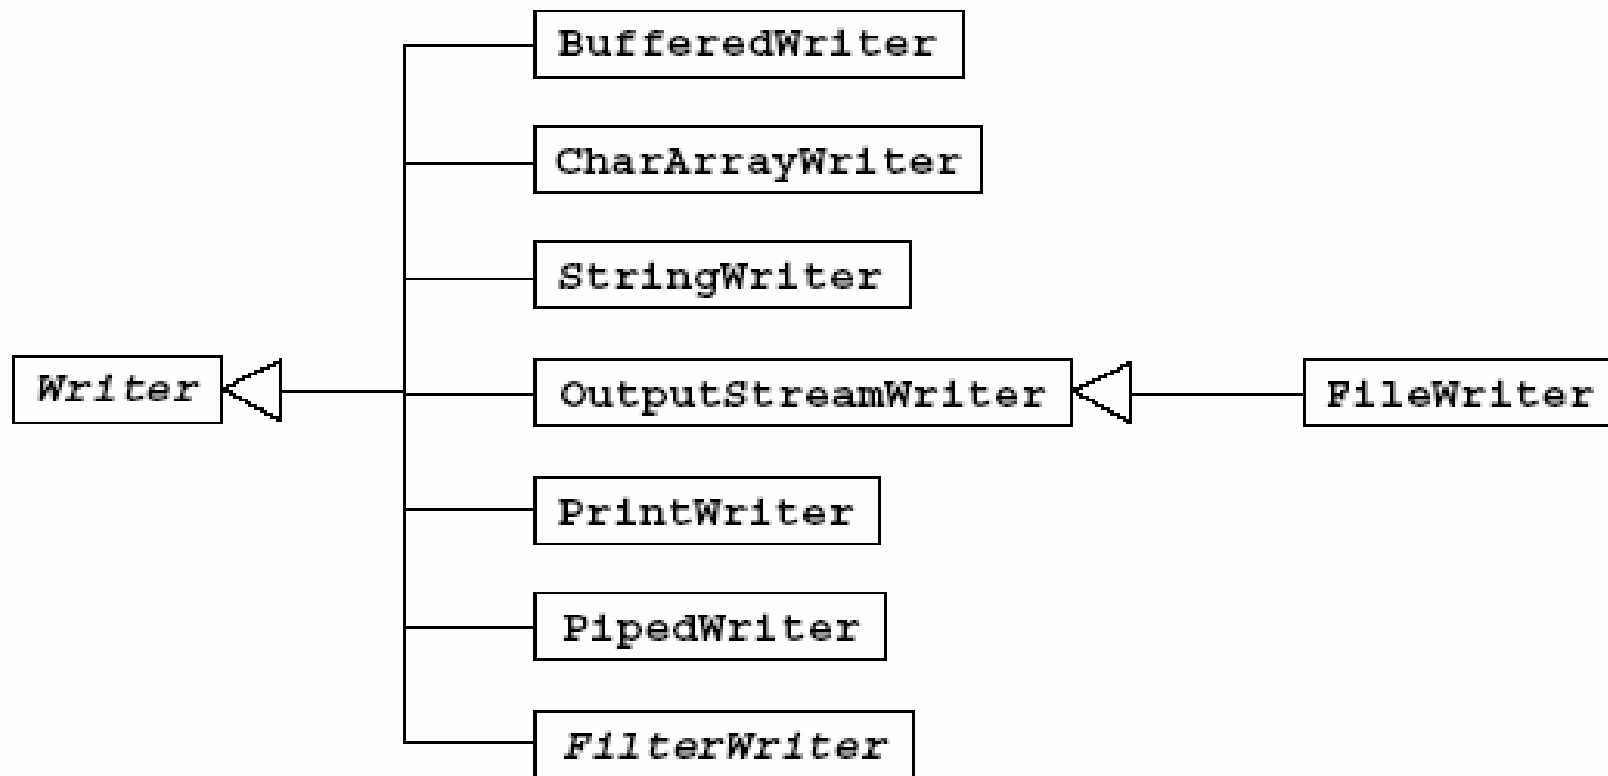 BufferedWriter
CharArrayWriter
StringWriter
Writer
OutputStreamWriter
FileWriter
PrintWriter
PipedWriter
FilterWriter